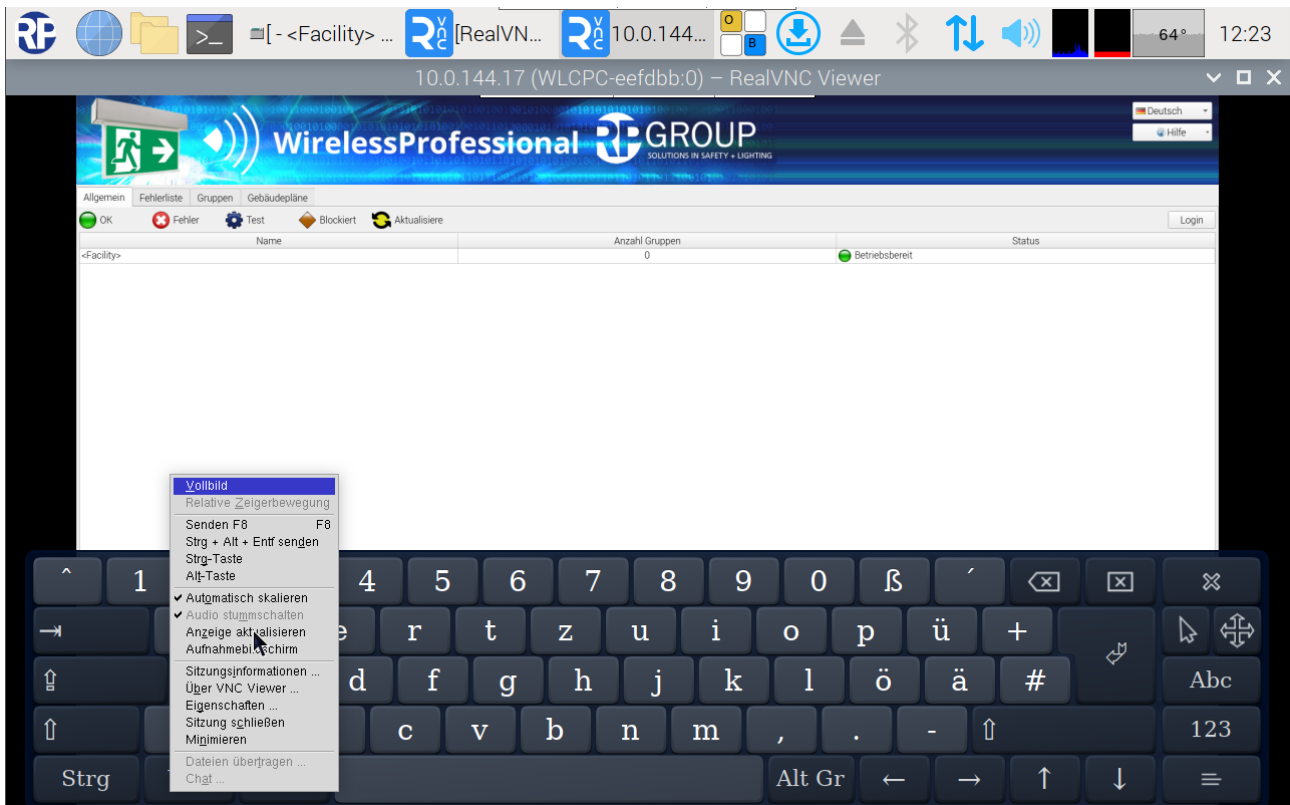 RP >_ [ - <Facility> ... [RealVN... 10.0.144... O B 64° 12:23
10.0.144.17 (WLCPC-eefdbb:0) – RealVNC Viewer
WirelessProfessional RP GROUP
SOLUTIONS IN SAFETY + LIGHTING
Deutsch
Hilfe
Allgemein Fehlerliste Gruppen Gebäudepläne
OK Fehler Test Blockiert Aktualisiere Login
Name Anzahl Gruppen Status
<Facility> 0 Betriebsbereit
Vollbild
Relative Zeigerbewegung
Senden F8 F8
Strg + Alt + Entf senden
Strg-Taste
Alt-Taste
Automatisch skalieren
Audio stummschalten
Anzeige aktualisieren
Aufnahmebildschirm
Sitzungsinformationen ...
Über VNC Viewer ...
Eigenschaften ...
Sitzung schließen
Minimieren
Dateien übertragen ...
Chat ...
^ 1 4 5 6 7 8 9 0 ß ´
e r t z u i o p ü +
d f g h j k l ö ä # Abc
c v b n m , . - 123
Strg Alt Gr ← → ↑ ↓